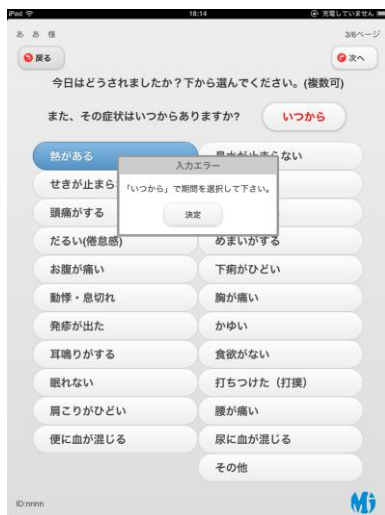 iPad 18:14 充電していません
ああ様 3/6ページ
戻る 次へ
今日はどうされましたか？下から選んでください。(複数可)
また、その症状はいつからありますか? いつから
熱がある 鼻水が止まらない
せきが止まら
頭痛がする
だるい(倦怠感) めまいがする
入力エラー
「いつから」で期間を選択して下さい。
決定
お腹が痛い 下痢がひどい
動悸・息切れ 胸が痛い
発疹が出た かゆい
耳鳴りがする 食欲がない
眠れない 打ちつけた（打撲）
肩こりがひどい 腰が痛い
便に血が混じる 尿に血が混じる
その他
ID:nnnn